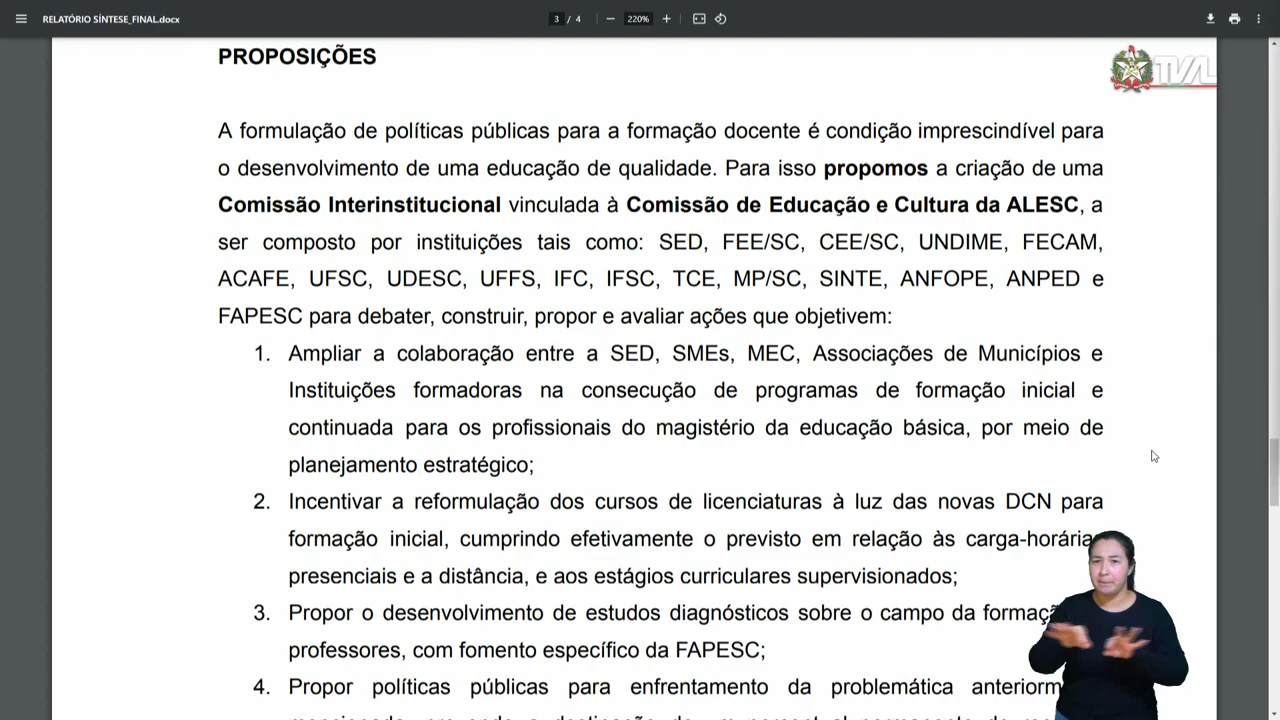 RELATÓRIO SÍNTESE_FINAL.docx
3 / 4
220%
PROPOSIÇÕES
TVAL
A formulação de políticas públicas para a formação docente é condição imprescindível para
o desenvolvimento de uma educação de qualidade. Para isso propomos a criação de uma
Comissão Interinstitucional vinculada à Comissão de Educação e Cultura da ALESC, a
ser composto por instituições tais como: SED, FEE/SC, CEE/SC, UNDIME, FECAM,
ACAFE, UFSC, UDESC, UFFS, IFC, IFSC, TCE, MP/SC, SINTE, ANFOPE, ANPED e
FAPESC para debater, construir, propor e avaliar ações que objetivem:
1. Ampliar a colaboração entre a SED, SMEs, MEC, Associações de Municípios e
Instituições formadoras na consecução de programas de formação inicial e
continuada para os profissionais do magistério da educação básica, por meio de
planejamento estratégico;
2. Incentivar a reformulação dos cursos de licenciaturas à luz das novas DCN para
formação inicial, cumprindo efetivamente o previsto em relação às carga-horária
presenciais e a distância, e aos estágios curriculares supervisionados;
3. Propor o desenvolvimento de estudos diagnósticos sobre o campo da formaç
professores, com fomento específico da FAPESC;
4. Propor políticas públicas para enfrentamento da problemática anteriorm